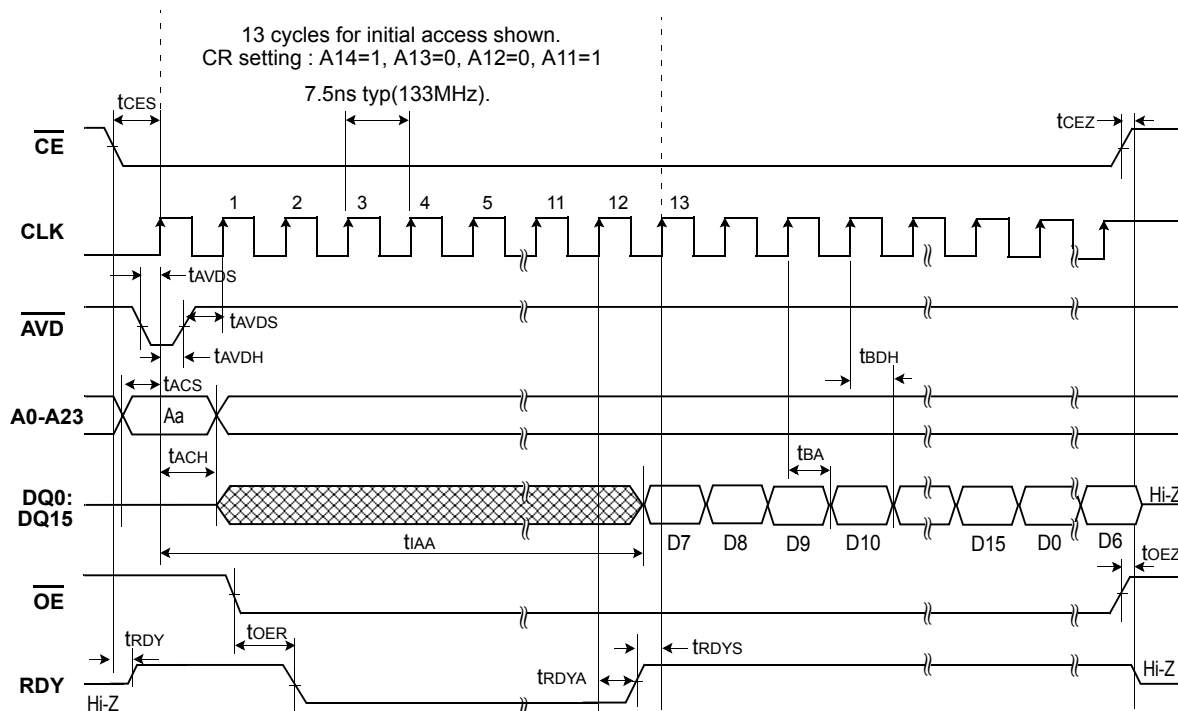 13 cycles for initial access shown.
CR setting : A14=1, A13=0, A12=0, A11=1
7.5ns typ(133MHz).
tCES
tCEZ
CE
CLK
1 2 3 4 5 11 12 13
tAVDS
AVD
tAVDS
tAVDH
tBDH
tACS
A0-A23
Aa
tACH
tBA
DQ0:
DQ15
Hi-Z
D7 D8 D9 D10 D15 D0 D6
tIAA
tOEZ
OE
tOER
tRDY
tRDYS
tRDYA
RDY
Hi-Z
Hi-Z